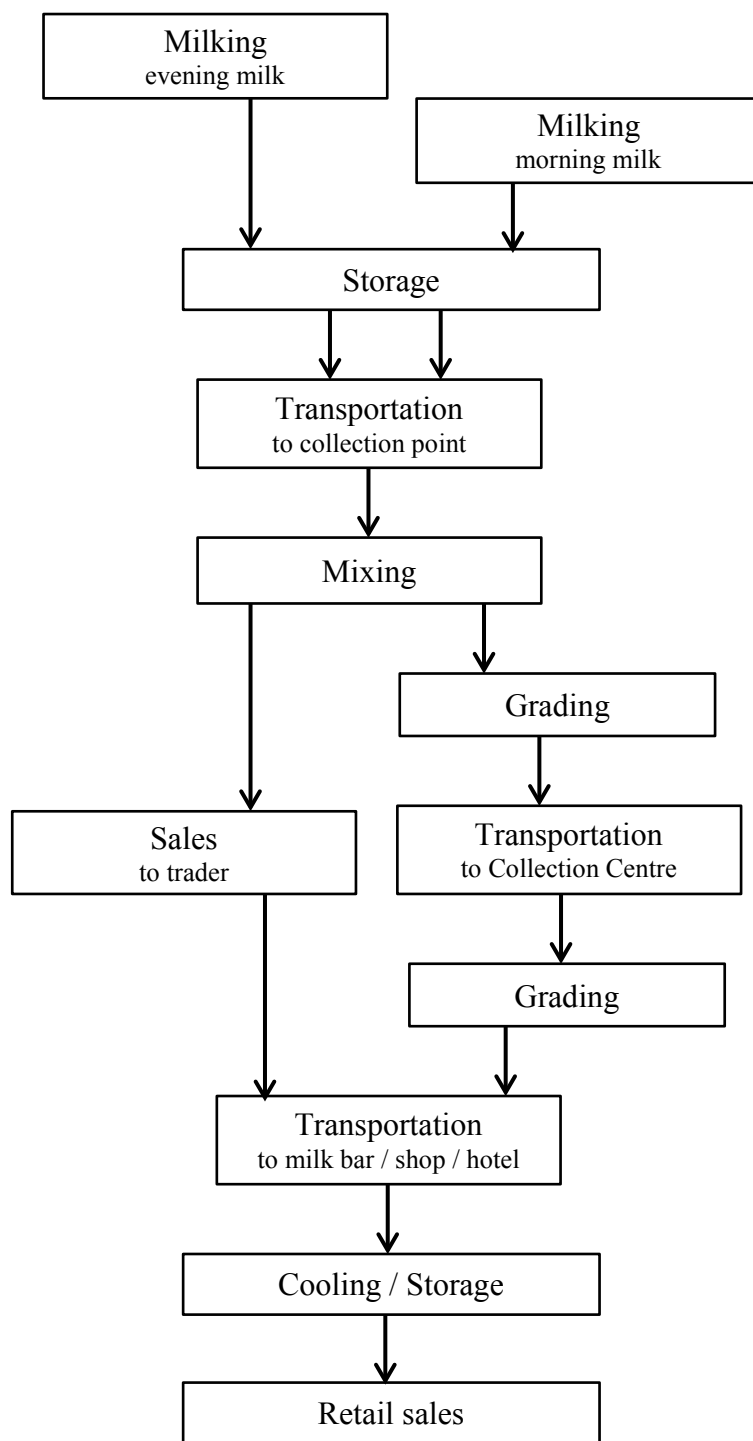 Milking
evening milk
Milking
morning milk
Storage
Transportation
to collection point
Mixing
Grading
Sales
to trader
Transportation
to Collection Centre
Grading
Transportation
to milk bar / shop / hotel
Cooling / Storage
Retail sales